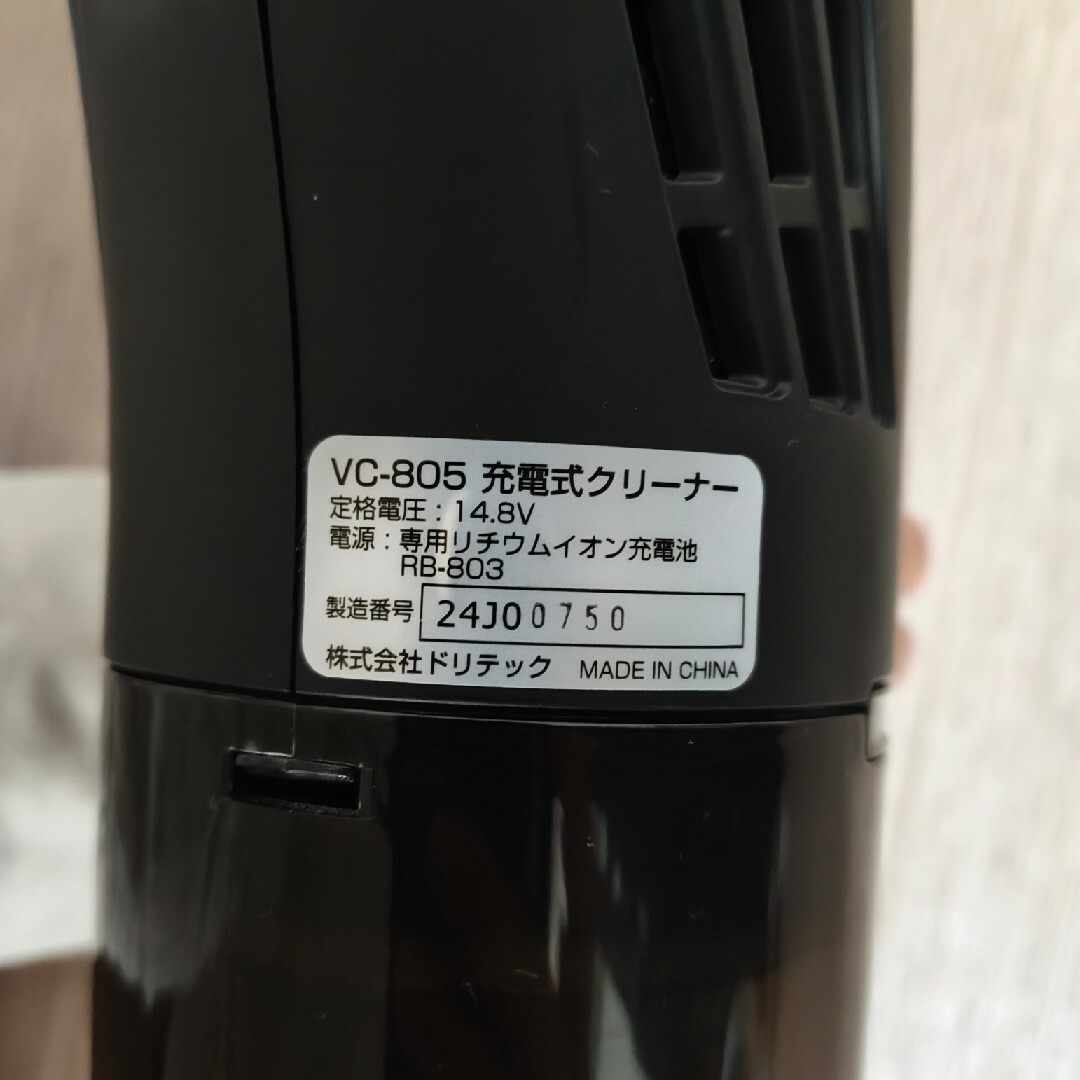 VC-805 充電式クリーナー
定格電圧：14.8V
電源：専用リチウムイオン充電池
RB-803
製造番号 24J00750
株式会社ドリテック MADE IN CHINA